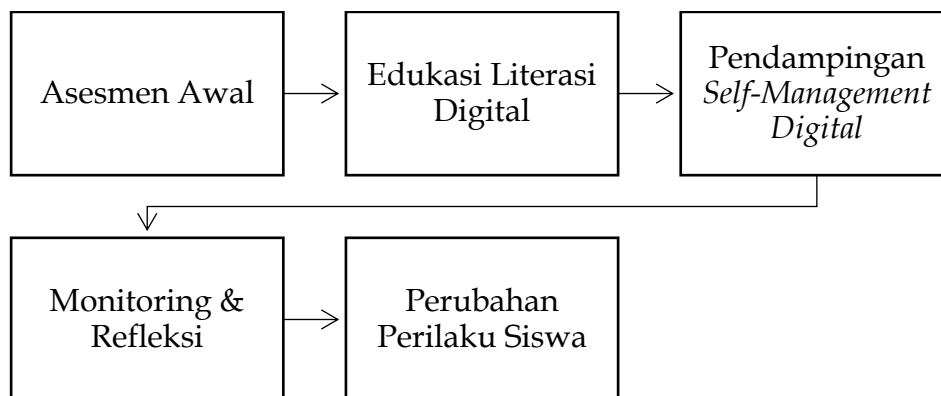 Asesmen Awal
Edukasi Literasi
Digital
Pendampingan
Self-Management
Digital
Monitoring &
Refleksi
Perubahan
Perilaku Siswa